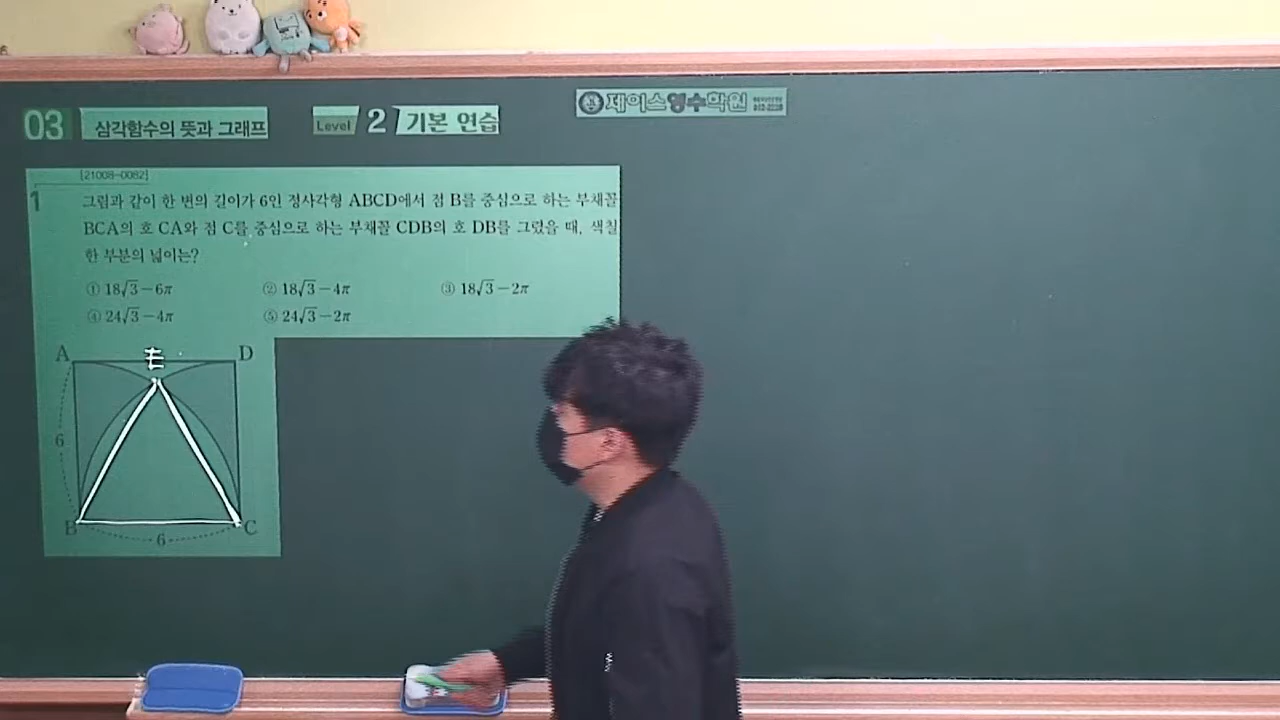 제이스영수학원
03 삼각함수의 뜻과 그래프 Level 2 기본 연습
[21008-0082]
1
그림과 같이 한 변의 길이가 6인 정사각형 ABCD에서 점 B를 중심으로 하는 부채꼴
BCA의 호 CA와 점 C를 중심으로 하는 부채꼴 CDB의 호 DB를 그렸을 때, 색칠
한 부분의 넓이는?
① 18√3－6π ② 18√3－4π ③ 18√3－2π
④ 24√3－4π ⑤ 24√3－2π
A E D
6
B C
6